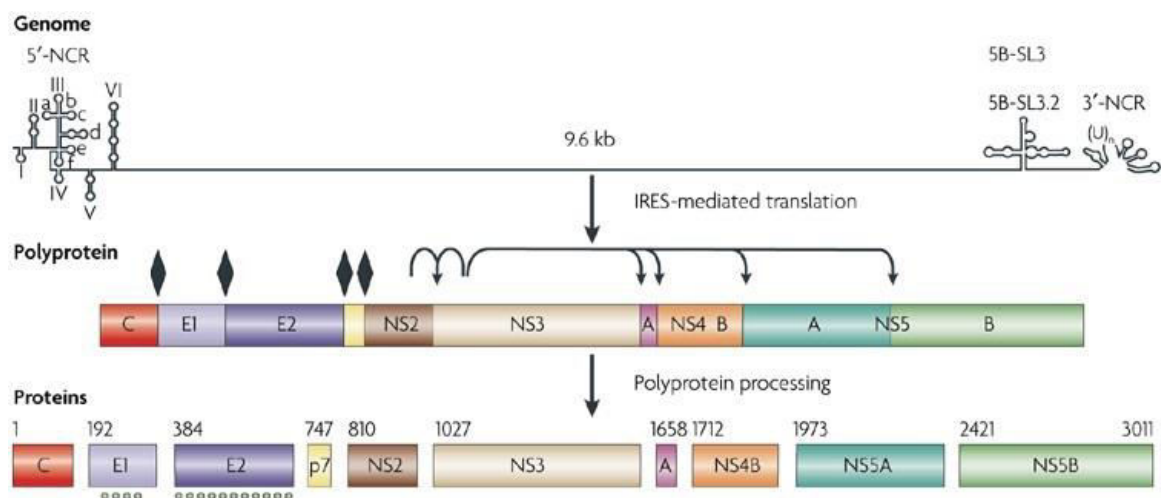 Genome
5′-NCR 5B-SL3
III VI
II a b 5B-SL3.2 3′-NCR
c
d (U)n
e 9.6 kb
I f
IV
V
IRES-mediated translation
Polyprotein
C E1 E2 NS2 NS3 A NS4 B A NS5 B
Polyprotein processing
Proteins
1 192 384 747 810 1027 1658 1712 1973 2421 3011
C E1 E2 p7 NS2 NS3 A NS4B NS5A NS5B